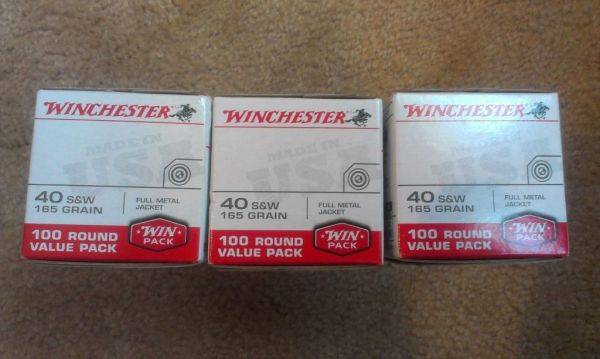 WINCHESTER
MADE IN
USA
40 S&W
165 GRAIN
FULL METAL
JACKET
100 ROUND
VALUE PACK
WIN
PACK
WINCHESTER
MADE IN
USA
40 S&W
165 GRAIN
FULL METAL
JACKET
100 ROUND
VALUE PACK
WIN
PACK
WINCHESTER
MADE IN
USA
40 S&W
165 GRAIN
FULL METAL
JACKET
100 ROUND
VALUE PACK
WIN
PACK